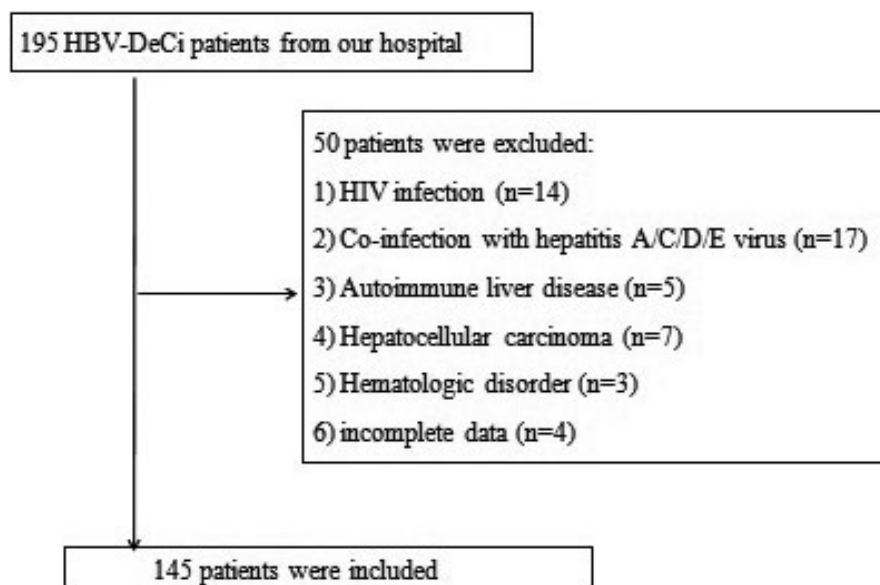 195 HBV-DeCi patients from our hospital
50 patients were excluded:
1) HIV infection (n=14)
2) Co-infection with hepatitis A/C/D/E virus (n=17)
3) Autoimmune liver disease (n=5)
4) Hepatocellular carcinoma (n=7)
5) Hematologic disorder (n=3)
6) incomplete data (n=4)
145 patients were included